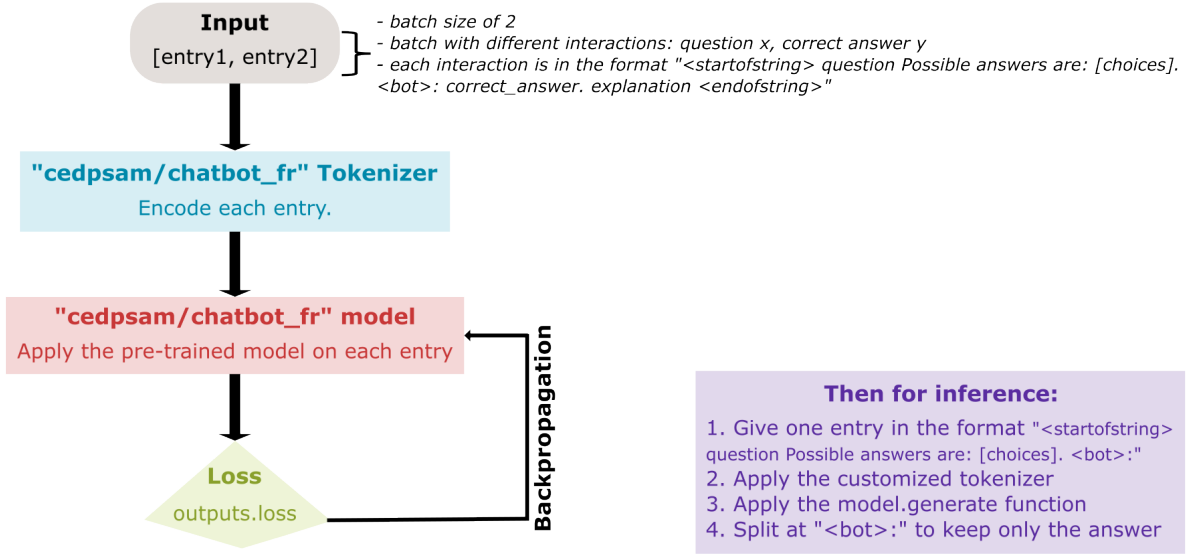 Input
[entry1, entry2]
- batch size of 2
- batch with different interactions: question x, correct answer y
- each interaction is in the format "<startofstring> question Possible answers are: [choices].
<bot>: correct_answer. explanation <endofstring>"
"cedpsam/chatbot_fr" Tokenizer
Encode each entry.
"cedpsam/chatbot_fr" model
Apply the pre-trained model on each entry
Backpropagation
Loss
outputs.loss
Then for inference:
1. Give one entry in the format "<startofstring>
question Possible answers are: [choices]. <bot>:"
2. Apply the customized tokenizer
3. Apply the model.generate function
4. Split at "<bot>:" to keep only the answer